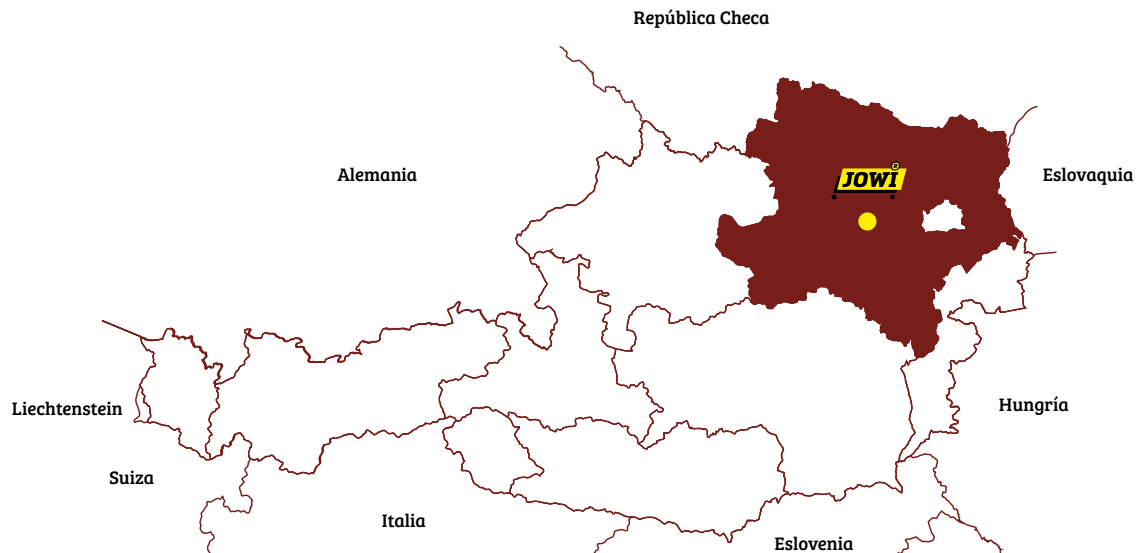 República Checa
Alemania
Eslovaquia
JOWI
Liechtenstein
Hungría
Suiza
Italia
Eslovenia